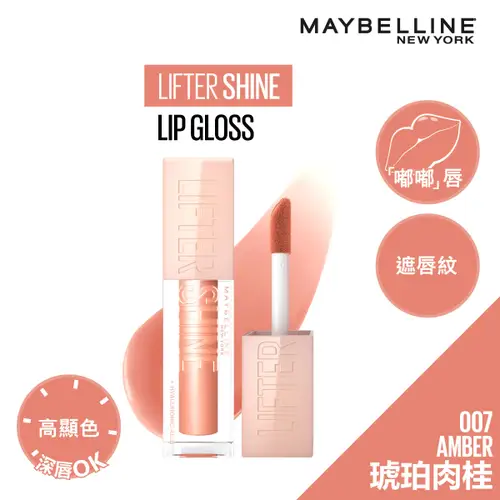 MAYBELLINE
NEW YORK
LIFTER SHINE
LIP GLOSS
「嘟嘟」唇
遮唇紋
LIFTER
SHINE
MAYBELLINE
LIFTER
高顯色
深唇OK
007
AMBER
琥珀肉桂